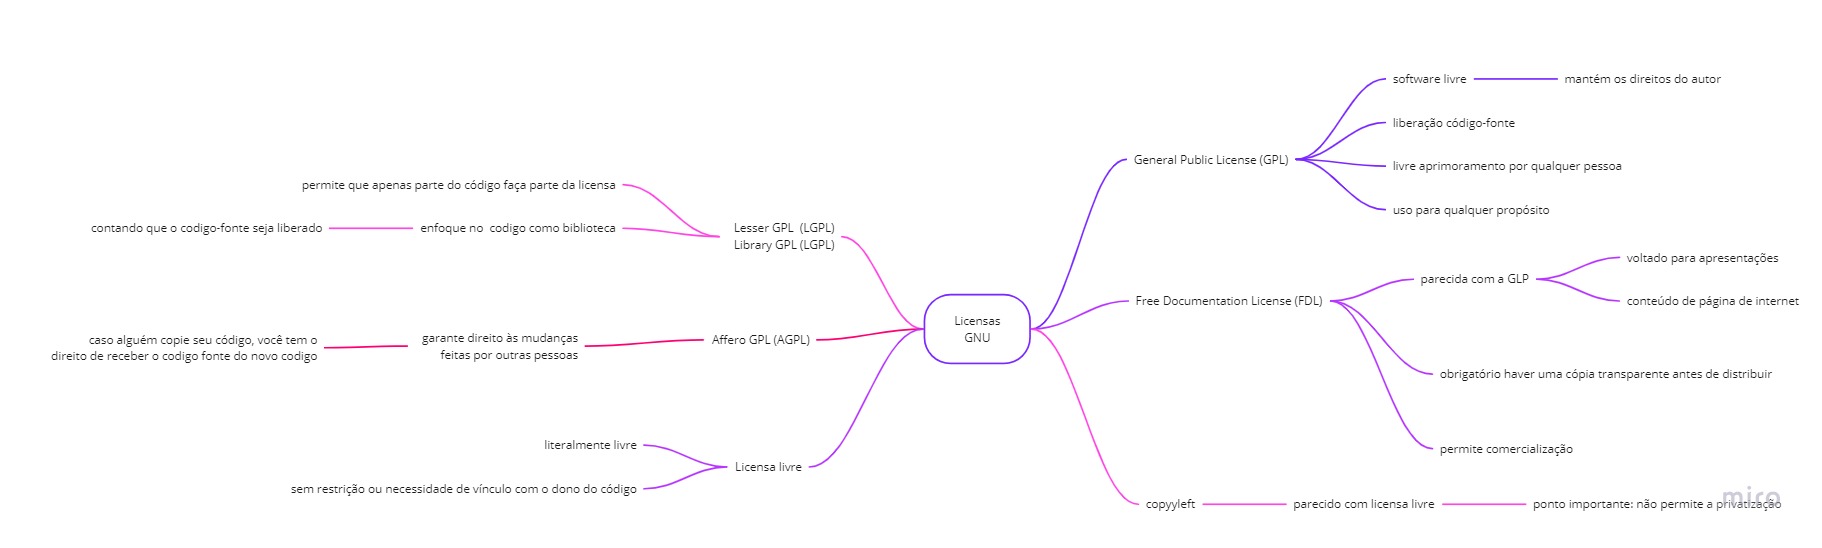 Licensas
GNU
General Public License (GPL)
software livre
mantém os direitos do autor
liberação código-fonte
livre aprimoramento por qualquer pessoa
uso para qualquer propósito
Free Documentation License (FDL)
parecida com a GLP
voltado para apresentações
conteúdo de página de internet
obrigatório haver uma cópia transparente antes de distribuir
permite comercialização
copyyleft
parecido com licensa livre
ponto importante: não permite a privatização
Lesser GPL  (LGPL)
Library GPL (LGPL)
permite que apenas parte do código faça parte da licensa
enfoque no  codigo como biblioteca
contando que o codigo-fonte seja liberado
Affero GPL (AGPL)
garante direito às mudanças
feitas por outras pessoas
caso alguém copie seu código, você tem o
direito de receber o codigo fonte do novo codigo
Licensa livre
literalmente livre
sem restrição ou necessidade de vínculo com o dono do código
miro